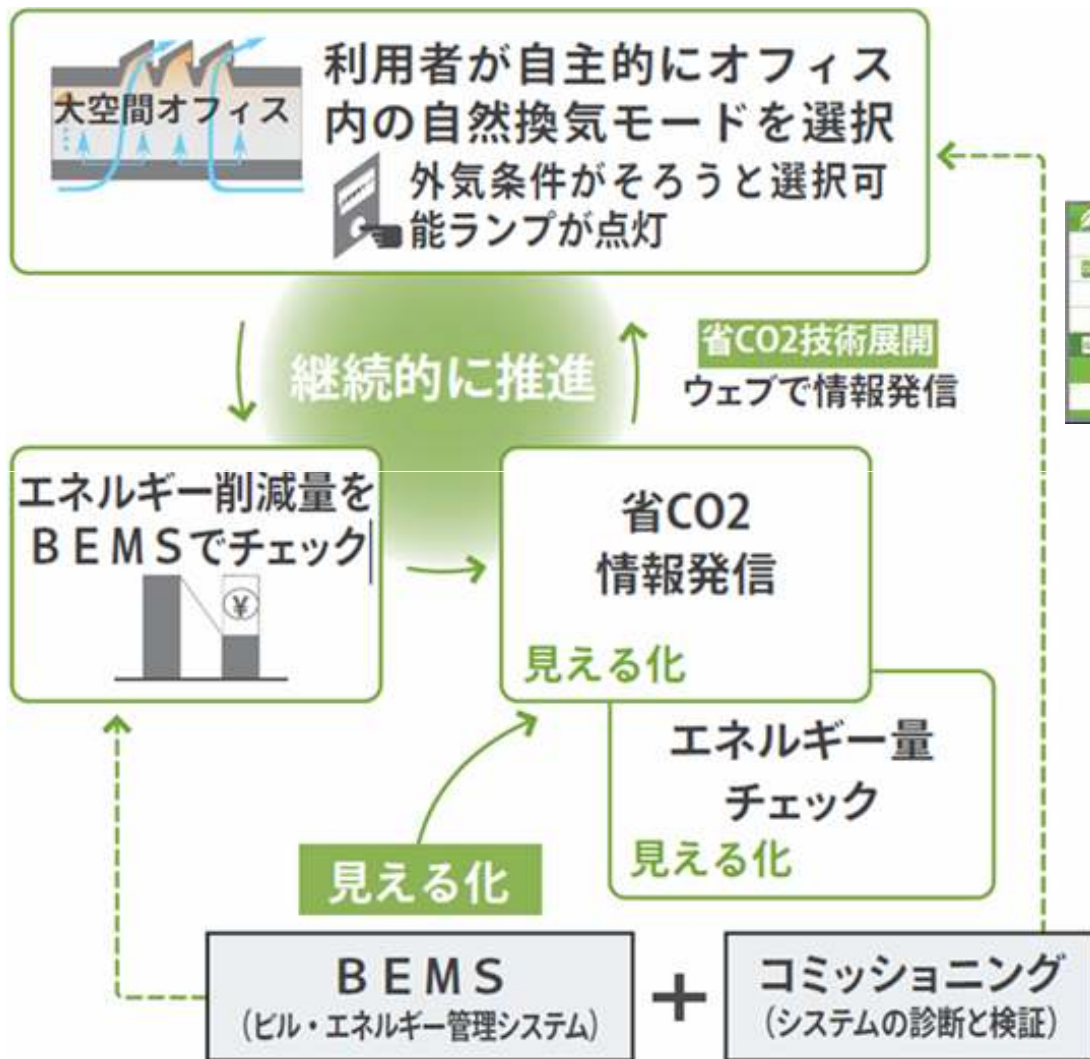 大空間オフィス
利用者が自主的にオフィス
内の自然換気モードを選択
外気条件がそろうと選択可
能ランプが点灯
継続的に推進
省CO2技術展開
ウェブで情報発信
エネルギー削減量を
BEMSでチェック
¥
省CO2
情報発信
見える化
エネルギー量
チェック
見える化
見える化
BEMS
(ビル・エネルギー管理システム)
+
コミッショニング
(システムの診断と検証)